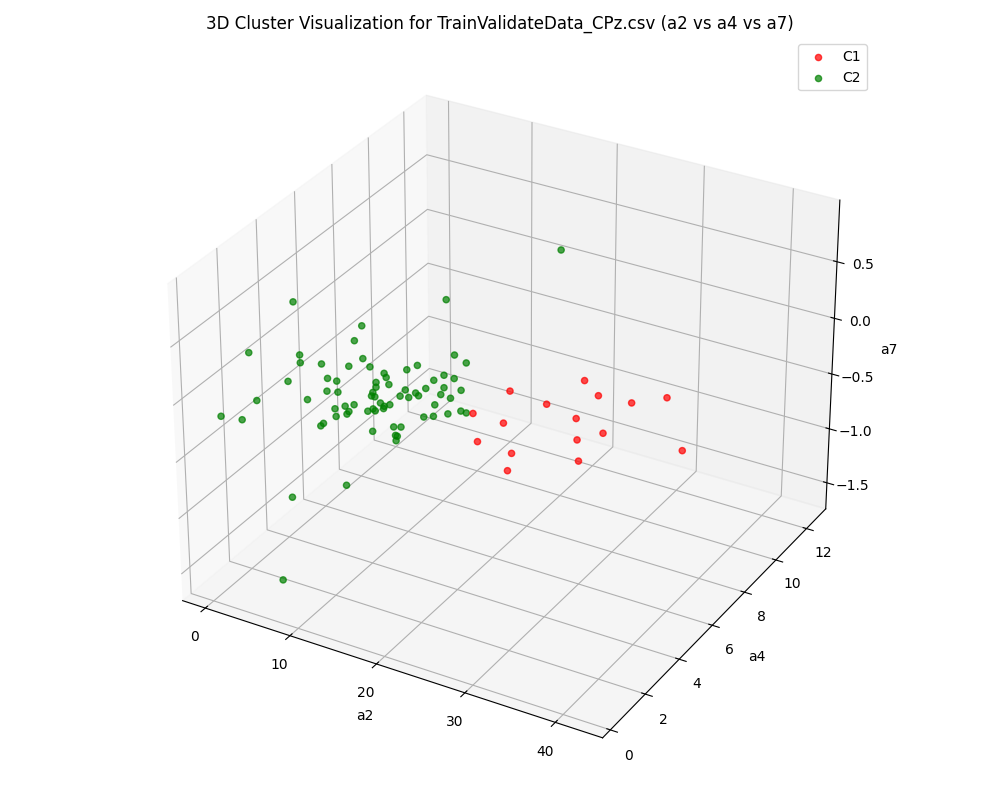 3D Cluster Visualization for TrainValidateData_CPz.csv (a2 vs a4 vs a7)
C1
C2
0.5
0.0
a7
−0.5
−1.0
−1.5
12
10
8
6
a4
4
2
0
0
10
20
a2
30
40